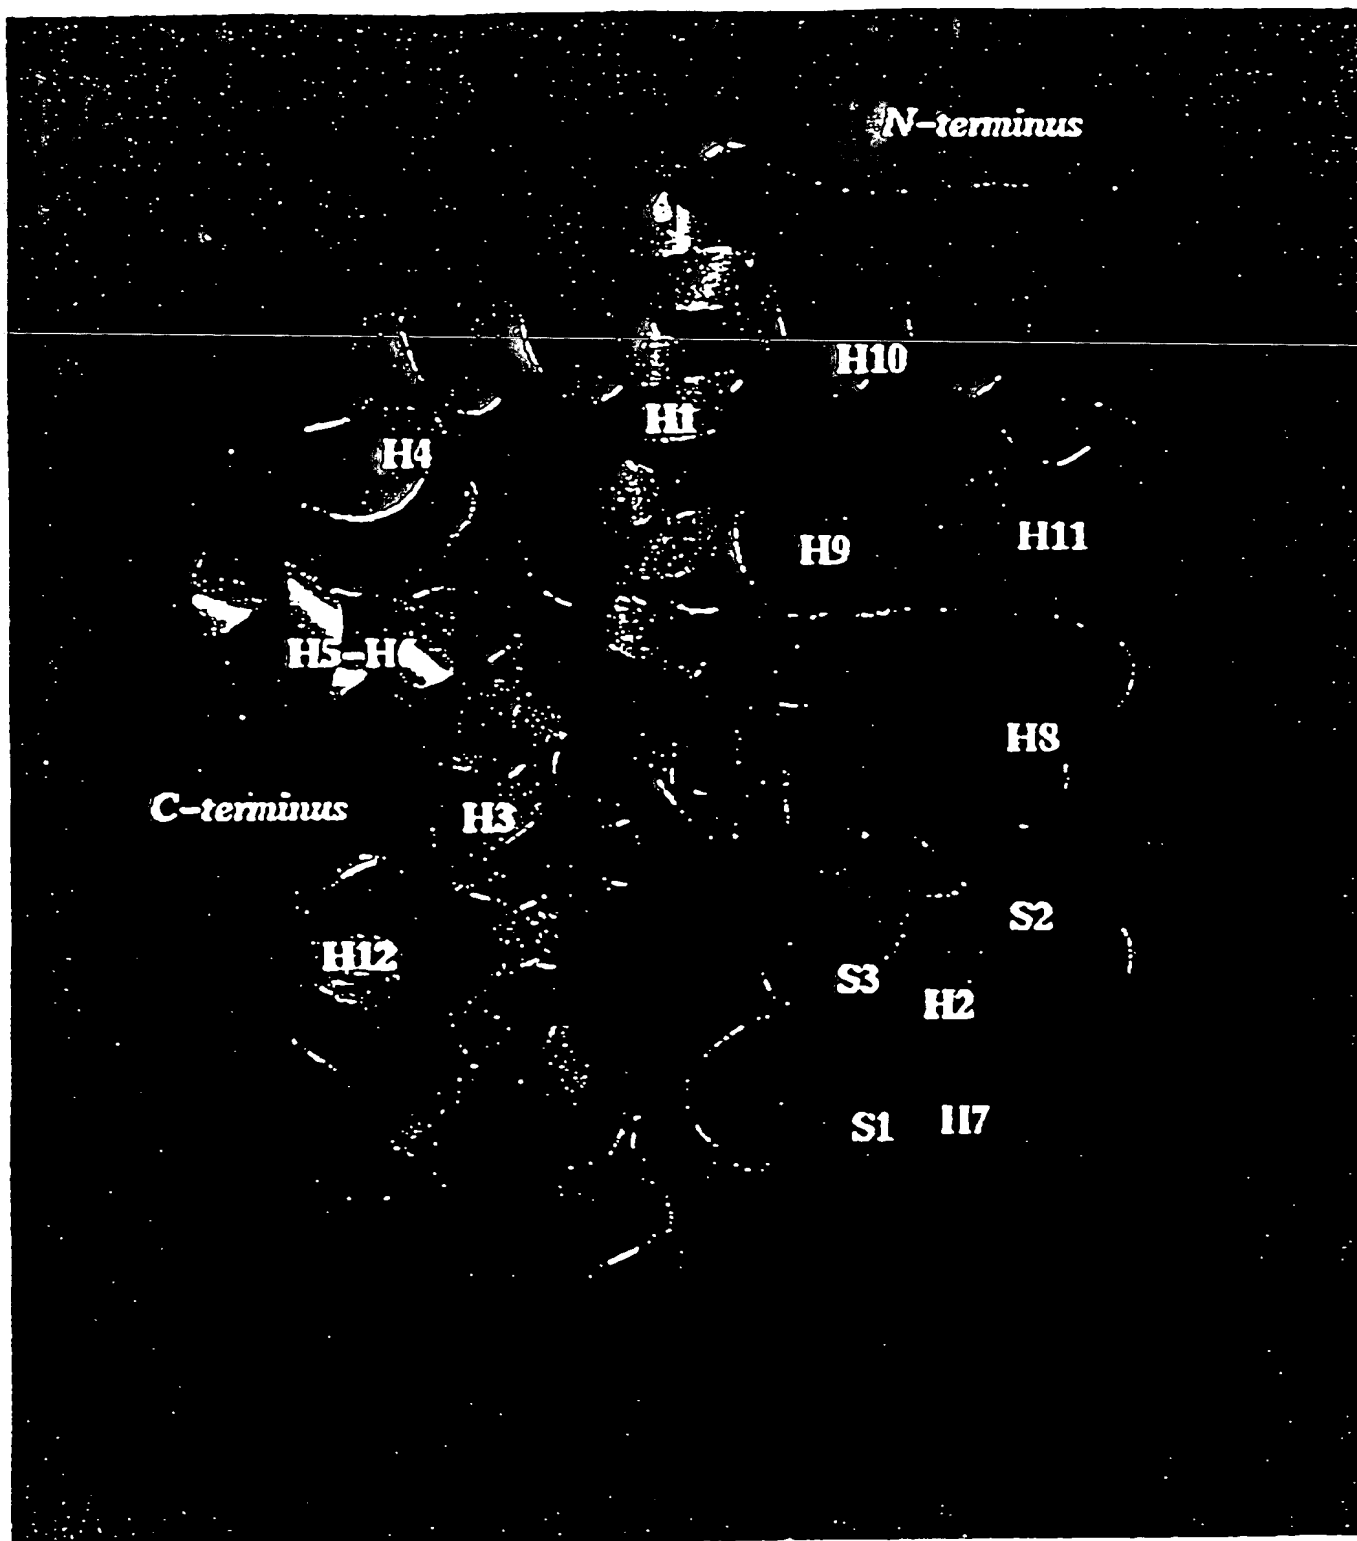 N-terminus
H10
H1
H4
H9
H11
H5-H6
H8
C-terminus
H3
S2
H12
S3
H2
S1
H7